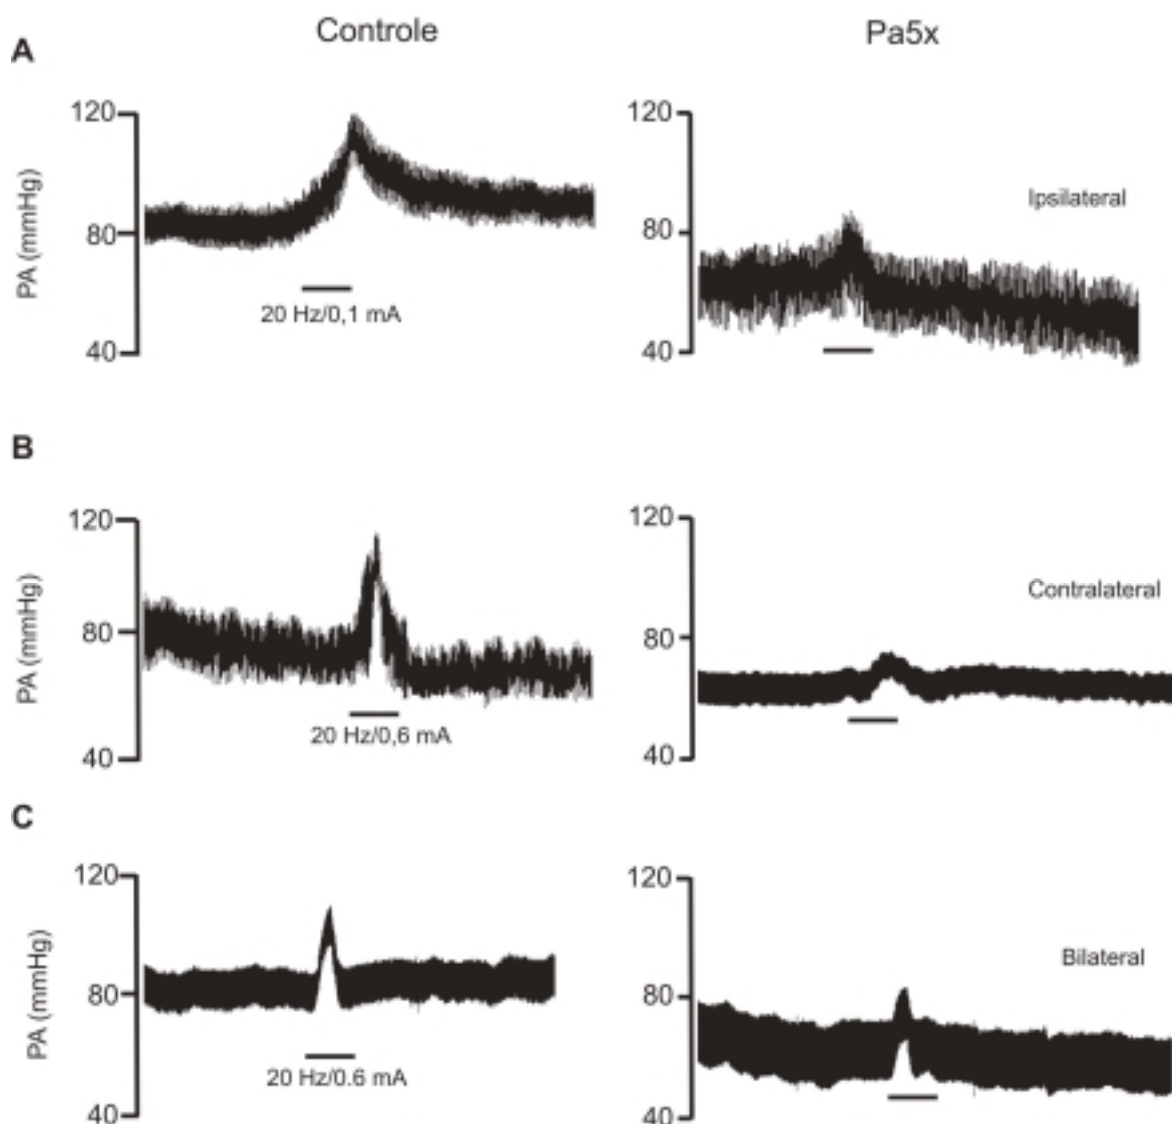 Controle
Pa5x
A
120
80
40
PA (mmHg)
20 Hz/0,1 mA
120
80
40
Ipsilateral
B
120
80
40
PA (mmHg)
20 Hz/0,6 mA
120
80
40
Contralateral
C
120
80
40
PA (mmHg)
20 Hz/0.6 mA
120
80
40
Bilateral